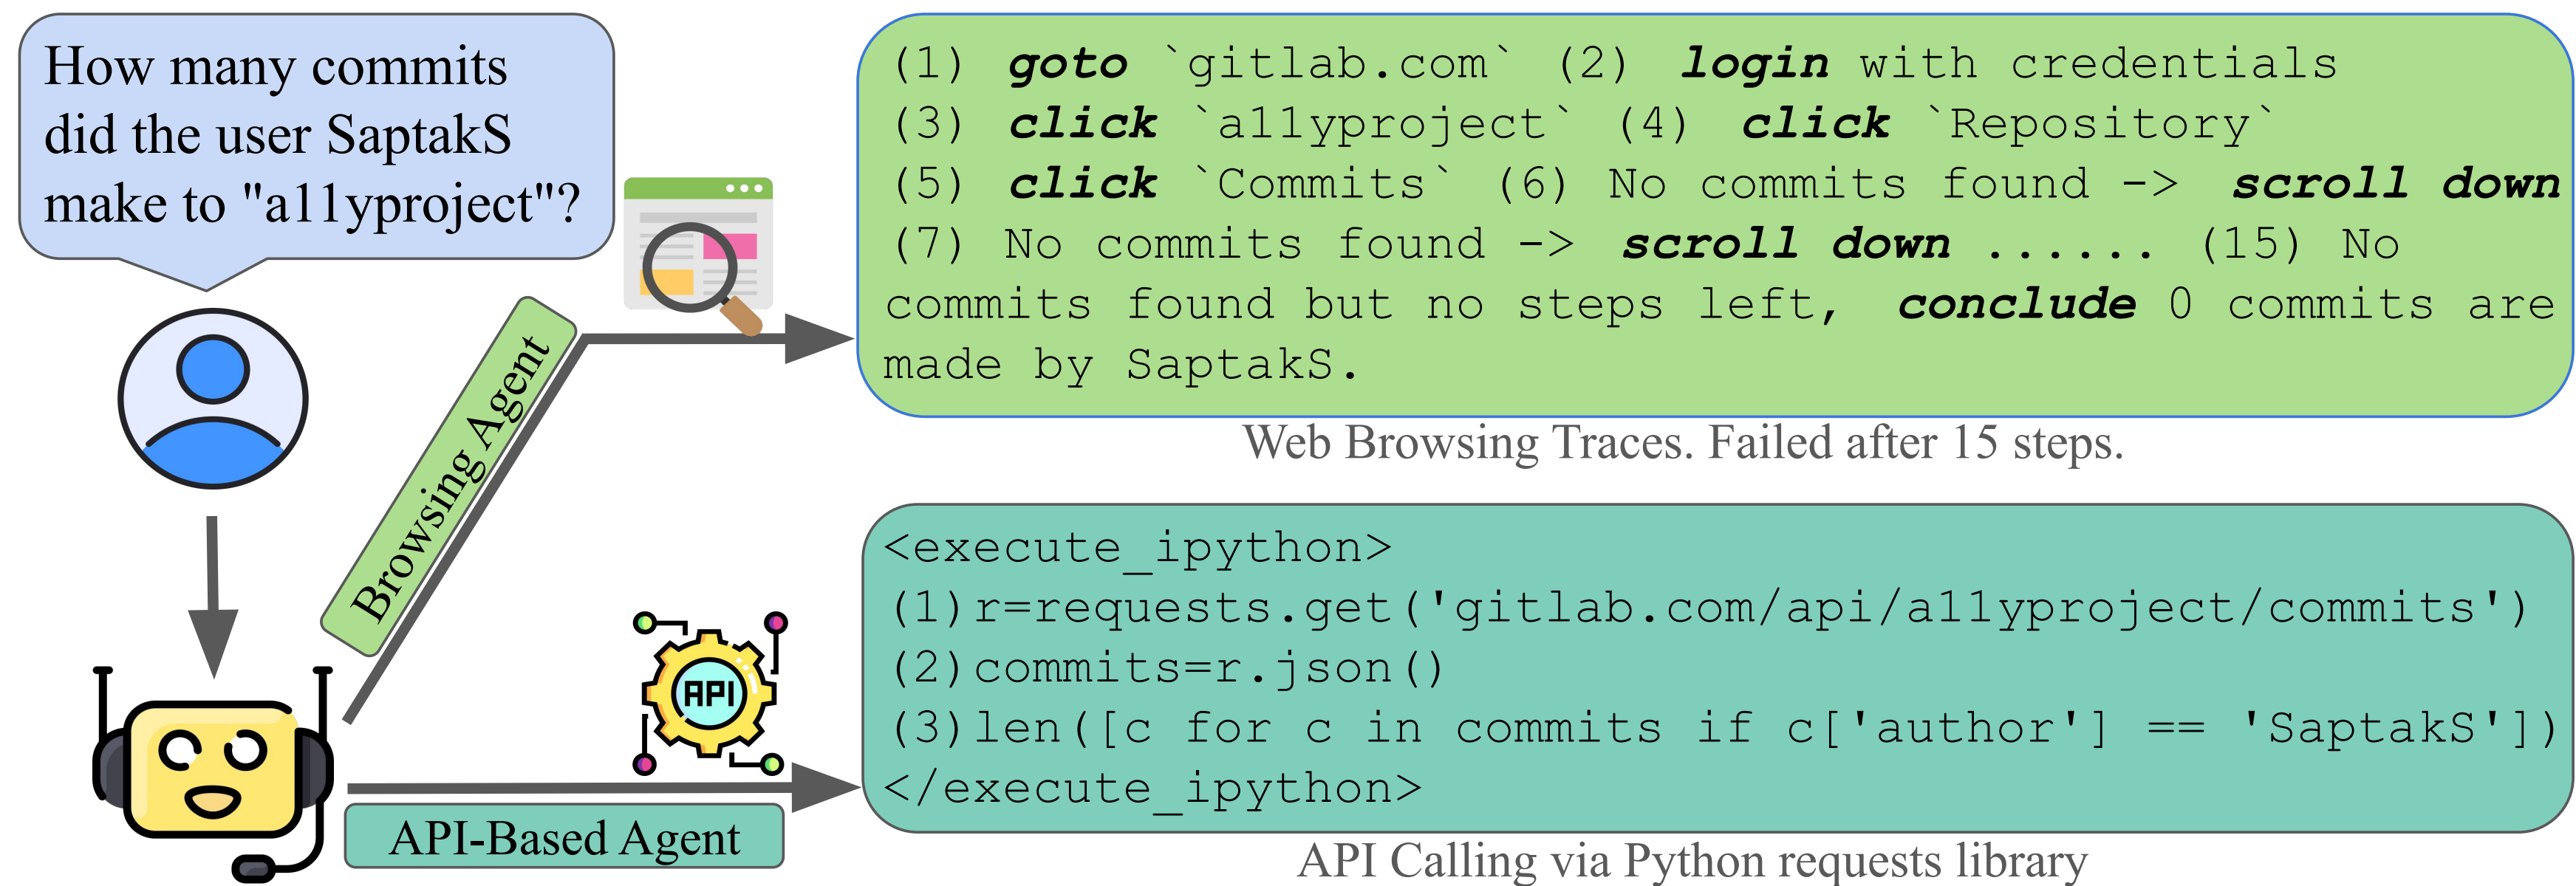 How many commits
did the user SaptakS
make to "a11yproject"?
(1) goto `gitlab.com` (2) login with credentials
(3) click `a11yproject` (4) click `Repository`
(5) click `Commits` (6) No commits found -> scroll down
(7) No commits found -> scroll down ...... (15) No
commits found but no steps left, conclude 0 commits are
made by SaptakS.
Web Browsing Traces. Failed after 15 steps.
Browsing Agent
<execute_ipython>
(1)r=requests.get('gitlab.com/api/a11yproject/commits')
(2)commits=r.json()
(3)len([c for c in commits if c['author'] == 'SaptakS'])
</execute_ipython>
API
API-Based Agent
API Calling via Python requests library